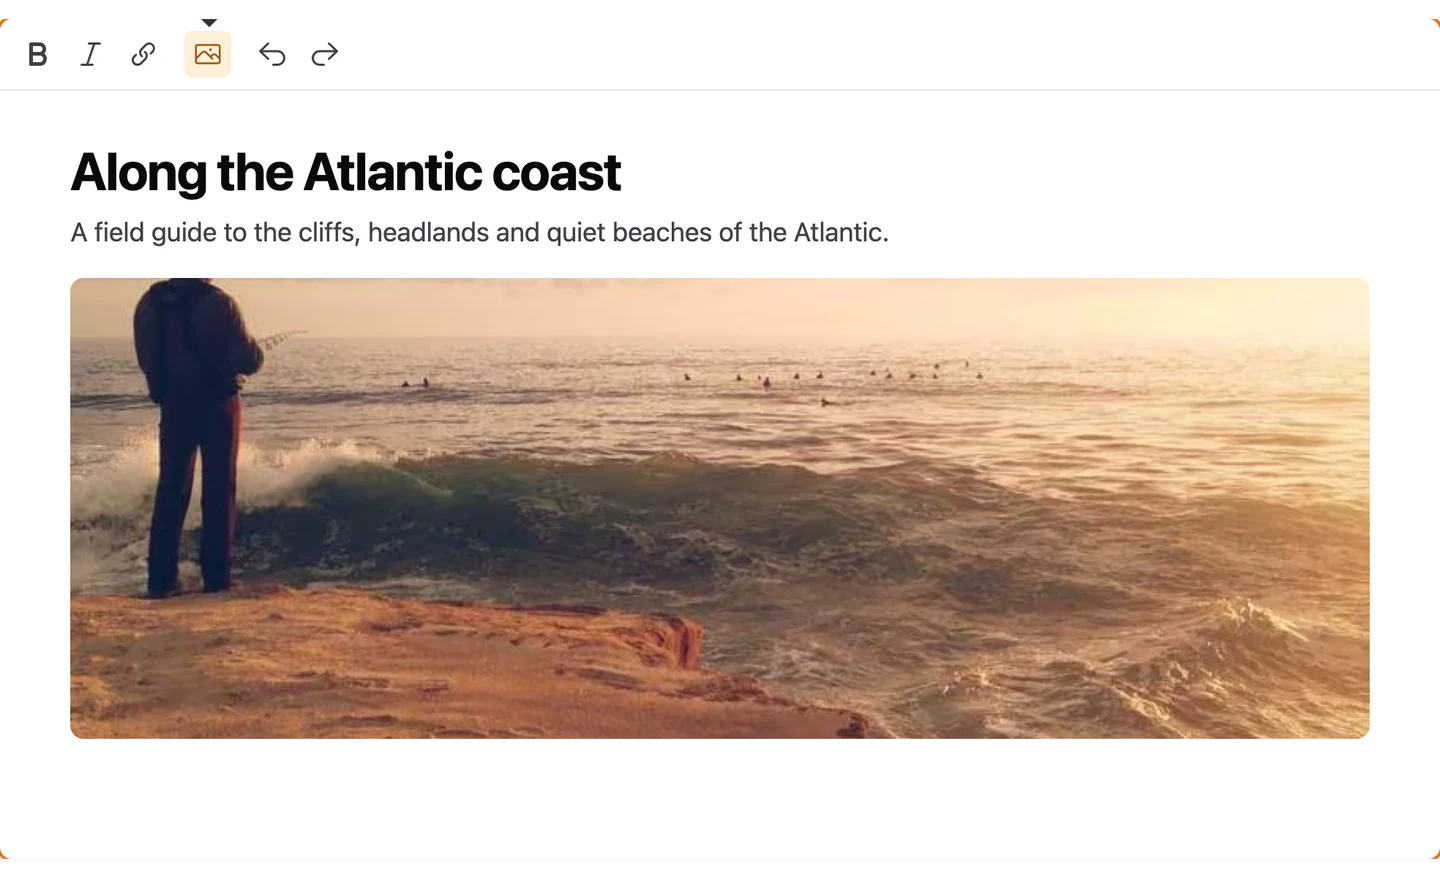 B I
Along the Atlantic coast
A field guide to the cliffs, headlands and quiet beaches of the Atlantic.